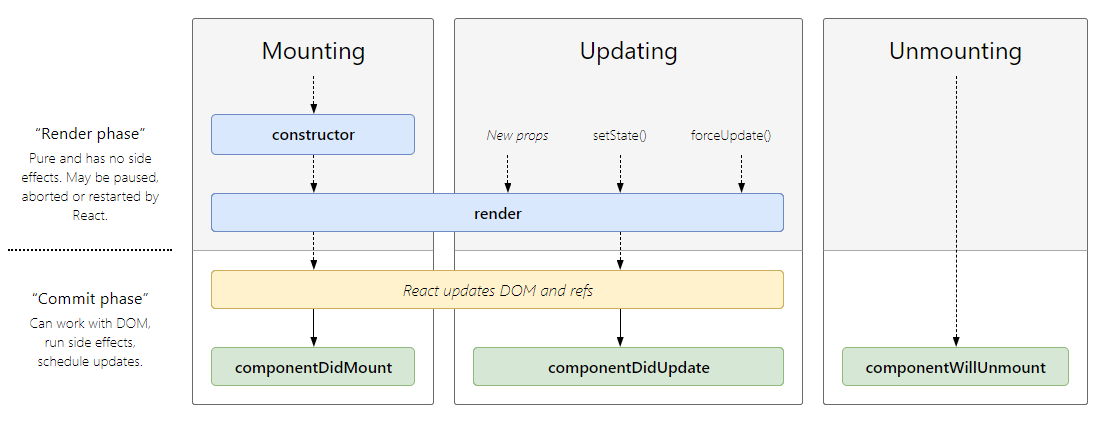 Mounting
Updating
Unmounting
“Render phase”
Pure and has no side
effects. May be paused,
aborted or restarted by
React.
constructor
New props
setState()
forceUpdate()
render
“Commit phase”
Can work with DOM,
run side effects,
schedule updates.
React updates DOM and refs
componentDidMount
componentDidUpdate
componentWillUnmount